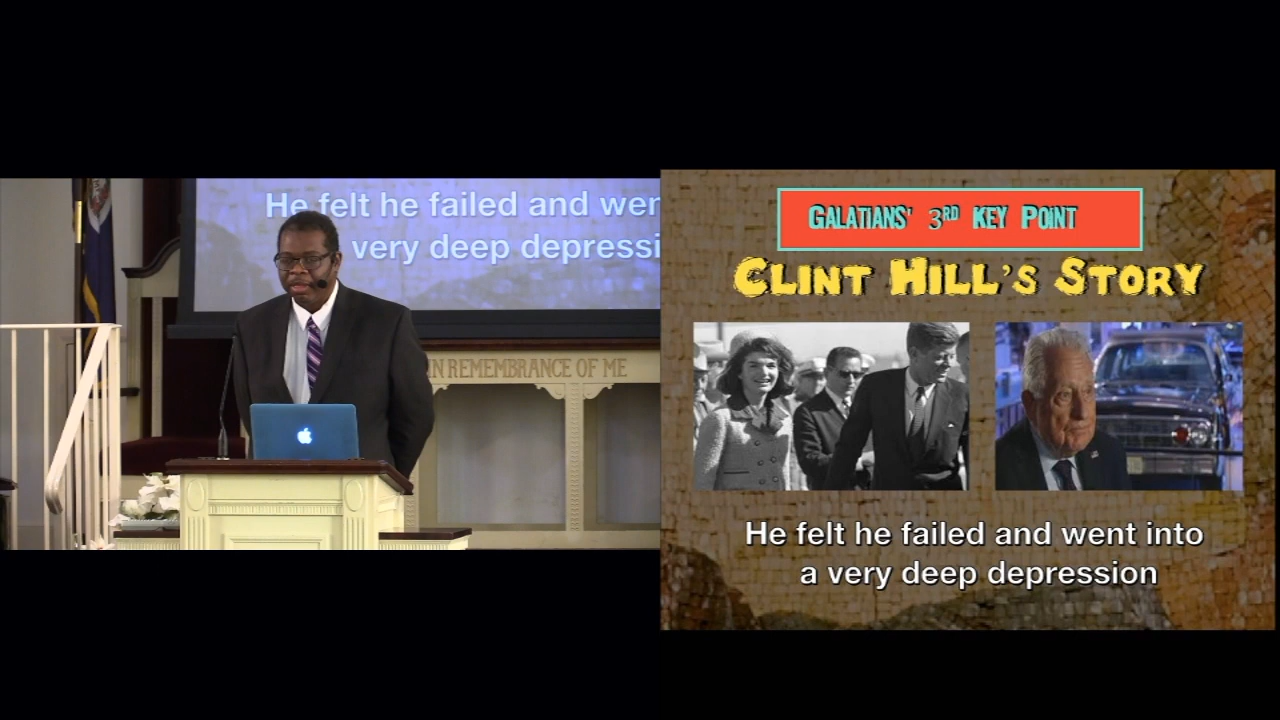 He felt he failed and wen
very deep depressi
IN REMEMBRANCE OF ME
GALATIANS' 3RD KEY POINT
CLINT HILL'S STORY
He felt he failed and went into
a very deep depression